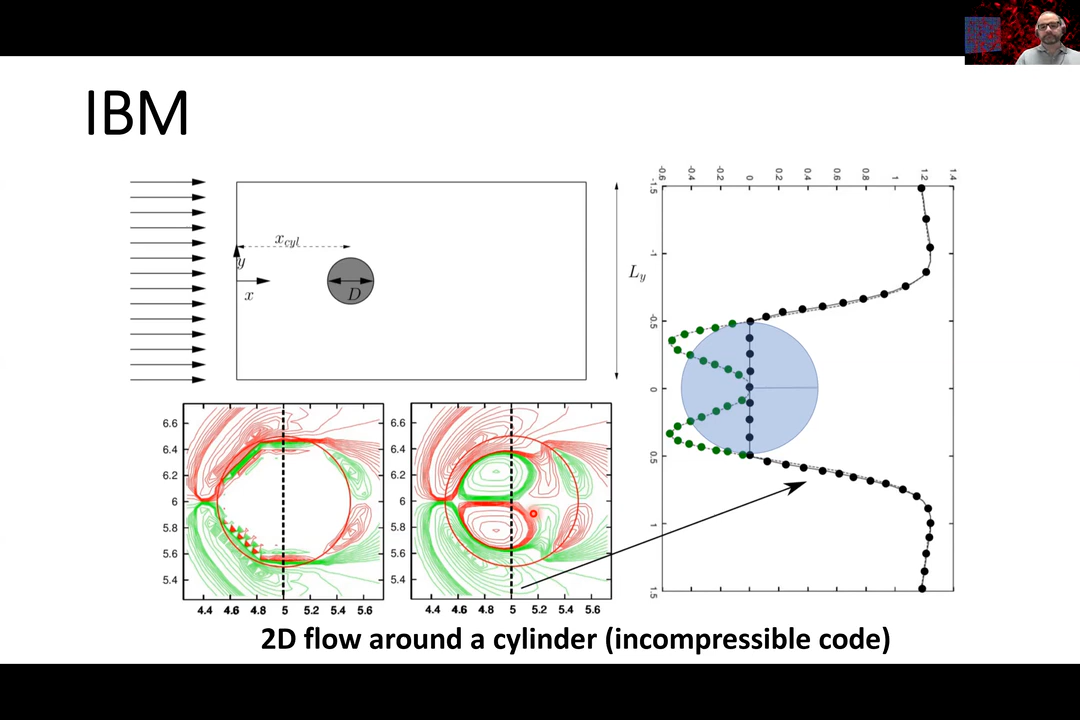 IBM
x_cyl
y
x
D
L_y
-0.6 -0.4 -0.2 0 0.2 0.4 0.6 0.8 1 1.2 1.4
-1.5
-1
-0.5
0
0.5
1
1.5
6.6
6.4
6.2
6
5.8
5.6
5.4
4.4 4.6 4.8 5 5.2 5.4 5.6
6.6
6.4
6.2
6
5.8
5.6
5.4
4.4 4.6 4.8 5 5.2 5.4 5.6
2D flow around a cylinder (incompressible code)